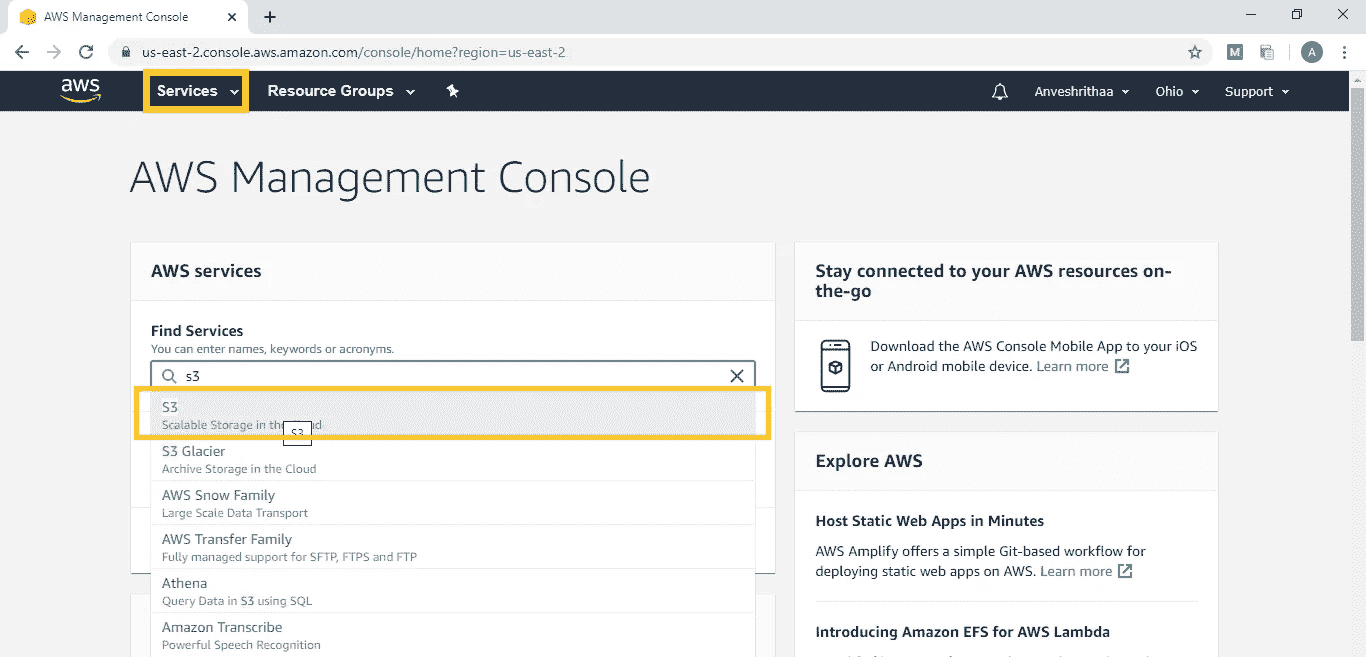 AWS Management Console
us-east-2.console.aws.amazon.com/console/home?region=us-east-2
M
A
aws
Services
Resource Groups
Anveshrithaa
Ohio
Support
AWS Management Console
AWS services
Find Services
You can enter names, keywords or acronyms.
s3
S3
Scalable Storage in the Cloud
S3
S3 Glacier
Archive Storage in the Cloud
AWS Snow Family
Large Scale Data Transport
AWS Transfer Family
Fully managed support for SFTP, FTPS and FTP
Athena
Query Data in S3 using SQL
Amazon Transcribe
Powerful Speech Recognition
Stay connected to your AWS resources on-
the-go
Download the AWS Console Mobile App to your iOS
or Android mobile device. Learn more
Explore AWS
Host Static Web Apps in Minutes
AWS Amplify offers a simple Git-based workflow for
deploying static web apps on AWS. Learn more
Introducing Amazon EFS for AWS Lambda